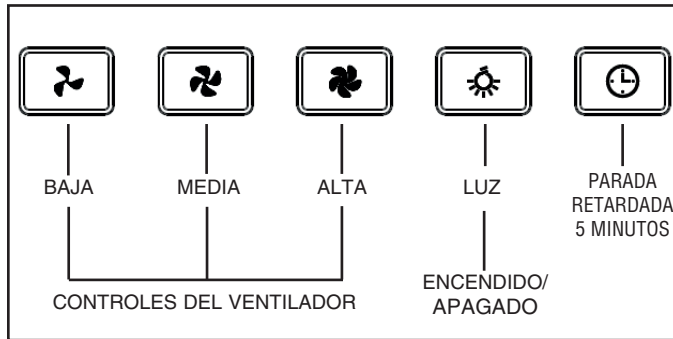 BAJA
MEDIA
ALTA
LUZ
PARADA
RETARDADA
5 MINUTOS
CONTROLES DEL VENTILADOR
ENCENDIDO/
APAGADO